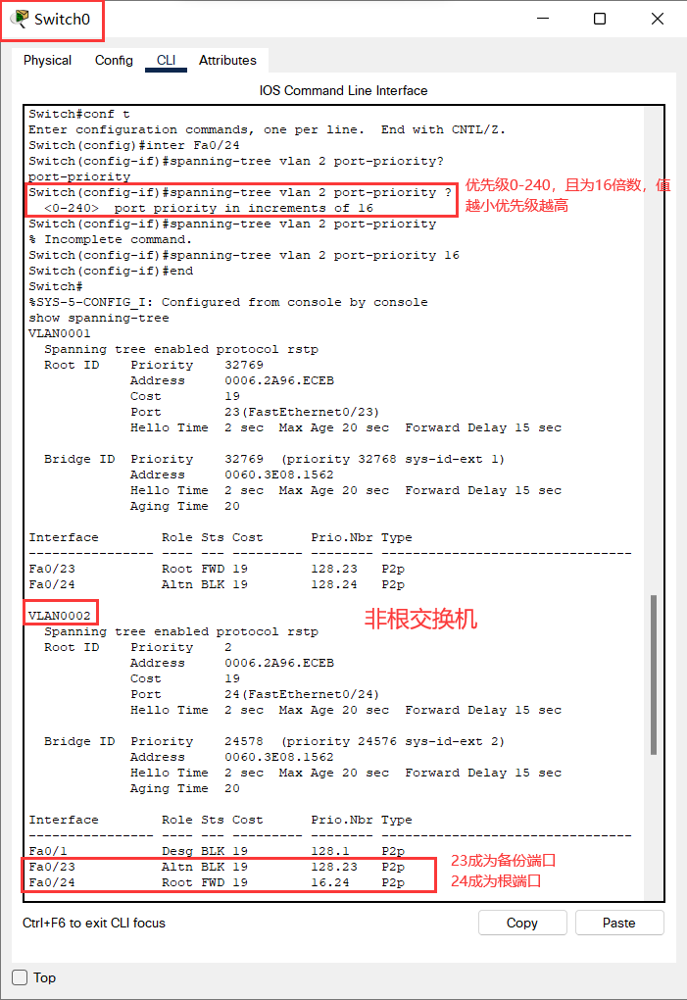 Switch0
Physical Config CLI Attributes
IOS Command Line Interface
Switch#conf t
Enter configuration commands, one per line.  End with CNTL/Z.
Switch(config)#inter Fa0/24
Switch(config-if)#spanning-tree vlan 2 port-priority?
port-priority
Switch(config-if)#spanning-tree vlan 2 port-priority ?
  <0-240>  port priority in increments of 16
优先级0-240，且为16倍数，值
越小优先级越高
Switch(config-if)#spanning-tree vlan 2 port-priority
% Incomplete command.
Switch(config-if)#spanning-tree vlan 2 port-priority 16
Switch(config-if)#end
Switch#
%SYS-5-CONFIG_I: Configured from console by console
show spanning-tree
VLAN0001
  Spanning tree enabled protocol rstp
  Root ID    Priority    32769
             Address     0006.2A96.ECEB
             Cost        19
             Port        23(FastEthernet0/23)
             Hello Time  2 sec  Max Age 20 sec  Forward Delay 15 sec
  Bridge ID  Priority    32769  (priority 32768 sys-id-ext 1)
             Address     0060.3E08.1562
             Hello Time  2 sec  Max Age 20 sec  Forward Delay 15 sec
             Aging Time  20
Interface        Role Sts Cost      Prio.Nbr Type
---------------- ---- --- --------- -------- --------------------------------
Fa0/23           Root FWD 19        128.23   P2p
Fa0/24           Altn BLK 19        128.24   P2p
VLAN0002
非根交换机
  Spanning tree enabled protocol rstp
  Root ID    Priority    2
             Address     0006.2A96.ECEB
             Cost        19
             Port        24(FastEthernet0/24)
             Hello Time  2 sec  Max Age 20 sec  Forward Delay 15 sec
  Bridge ID  Priority    24578  (priority 24576 sys-id-ext 2)
             Address     0060.3E08.1562
             Hello Time  2 sec  Max Age 20 sec  Forward Delay 15 sec
             Aging Time  20
Interface        Role Sts Cost      Prio.Nbr Type
---------------- ---- --- --------- -------- --------------------------------
Fa0/1            Desg BLK 19        128.1    P2p
Fa0/23           Altn BLK 19        128.23   P2p
23成为备份端口
Fa0/24           Root FWD 19        16.24    P2p
24成为根端口
Ctrl+F6 to exit CLI focus
Copy Paste
Top